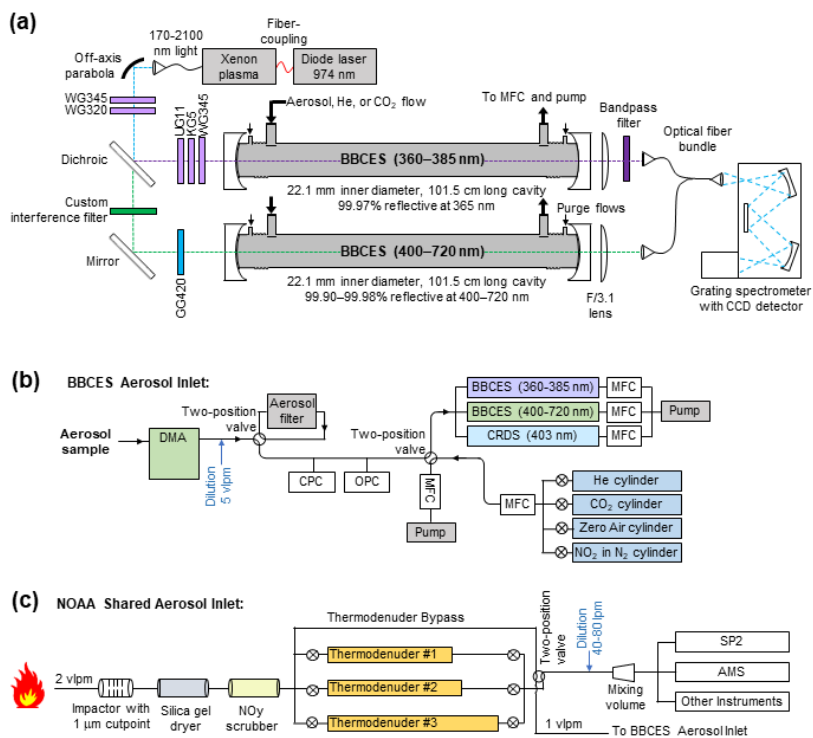 (a)
170-2100
nm light
Fiber-
coupling
Off-axis
parabola
Xenon
plasma
Diode laser
974 nm
WG345
WG320
UG11
KG5
WG345
Aerosol, He, or CO₂ flow
To MFC and pump
Bandpass
filter
Optical fiber
bundle
Dichroic
BBCES (360–385 nm)
22.1 mm inner diameter, 101.5 cm long cavity
99.97% reflective at 365 nm
Custom
interference filter
Purge flows
Mirror
GG420
BBCES (400–720 nm)
22.1 mm inner diameter, 101.5 cm long cavity
99.90–99.98% reflective at 400–720 nm
F/3.1
lens
Grating spectrometer
with CCD detector
(b)
BBCES Aerosol Inlet:
Aerosol
sample
DMA
Dilution
5 vlpm
Two-position
valve
Aerosol
filter
CPC
OPC
Two-position
valve
MFC
Pump
BBCES (360-385 nm)
MFC
BBCES (400-720 nm)
MFC
Pump
CRDS (403 nm)
MFC
MFC
He cylinder
CO₂ cylinder
Zero Air cylinder
NO₂ in N₂ cylinder
(c)
NOAA Shared Aerosol Inlet:
2 vlpm
Impactor with
1 µm cutpoint
Silica gel
dryer
NOy
scrubber
Thermodenuder Bypass
Thermodenuder #1
Thermodenuder #2
Thermodenuder #3
Two-position
valve
Dilution
40-80 lpm
Mixing
volume
SP2
AMS
Other Instruments
1 vlpm
To BBCES Aerosol Inlet